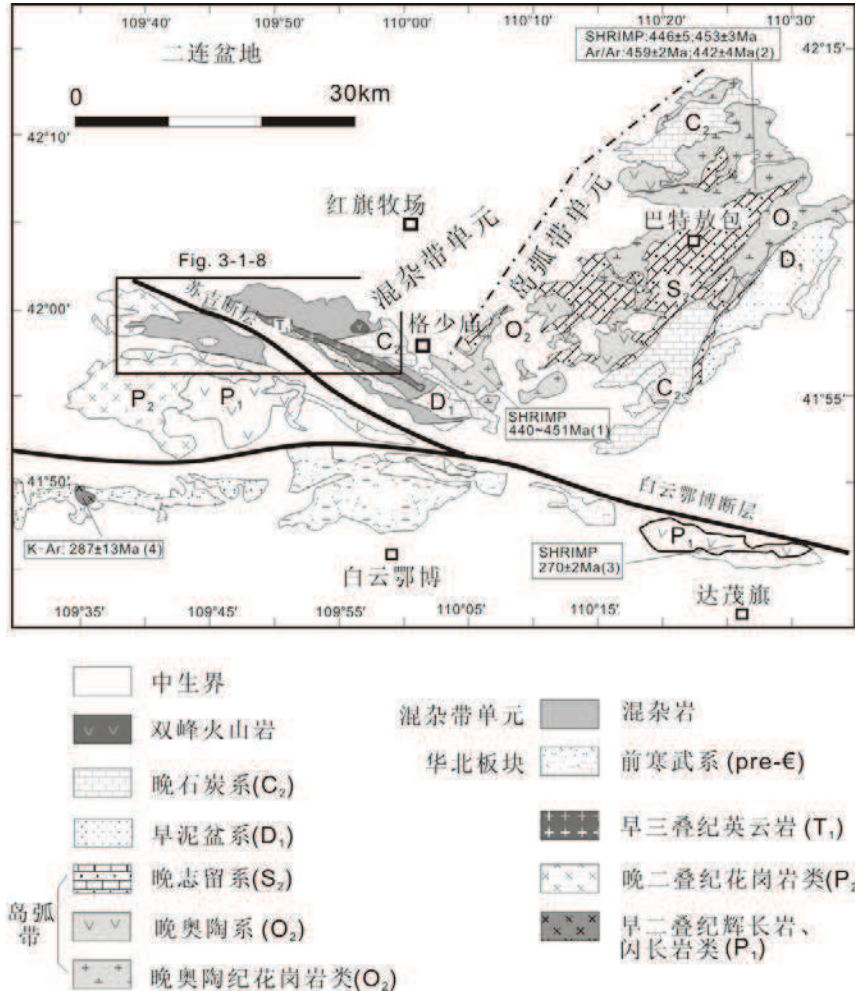 109°40′ 109°50′ 110°00′ 110°10′ 110°20′ 110°30′
二连盆地
SHRIMP:446±5;453±3Ma
Ar/Ar:459±2Ma;442±4Ma(2)
42°15′
0 30km
42°10′
C₂
红旗牧场
混杂带单元
岛弧带单元
巴特敖包
O₂
D₁
S₂
Fig. 3-1-8
42°00′
苏吉断层
T₁
C₂
格少庙
O₂
P₂
P₁
D₁
C₂
41°55′
SHRIMP
440~451Ma(1)
41°50′
白云鄂博断层
K-Ar: 287±13Ma (4)
白云鄂博
SHRIMP
270±2Ma(3)
P₁
达茂旗
109°35′ 109°45′ 109°55′ 110°05′ 110°15′
中生界
双峰火山岩
晚石炭系(C₂)
早泥盆系(D₁)
晚志留系(S₂)
岛弧带
晚奥陶系(O₂)
晚奥陶纪花岗岩类(O₂)
混杂带单元
混杂岩
华北板块
前寒武系(pre-€)
早三叠纪英云岩(T₁)
晚二叠纪花岗岩类(P₂
早二叠纪辉长岩、
闪长岩类(P₁)